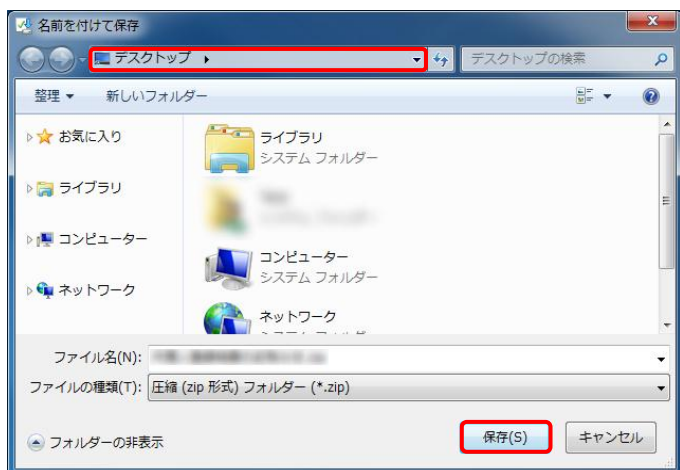 名前を付けて保存
デスクトップ
デスクトップの検索
整理
新しいフォルダー
お気に入り
ライブラリ
コンピューター
ネットワーク
ライブラリ
システム フォルダー
コンピューター
システム フォルダー
ネットワーク
ファイル名(N):
ファイルの種類(T): 圧縮 (zip 形式) フォルダー (*.zip)
フォルダーの非表示
保存(S)
キャンセル